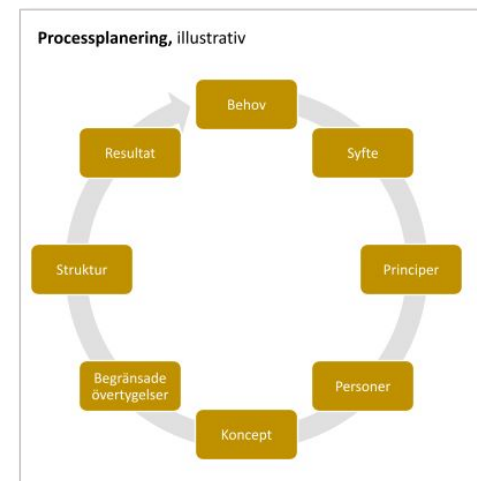 Processplanering, illustrativ
Behov
Syfte
Principer
Personer
Koncept
Begränsade
övertygelser
Struktur
Resultat